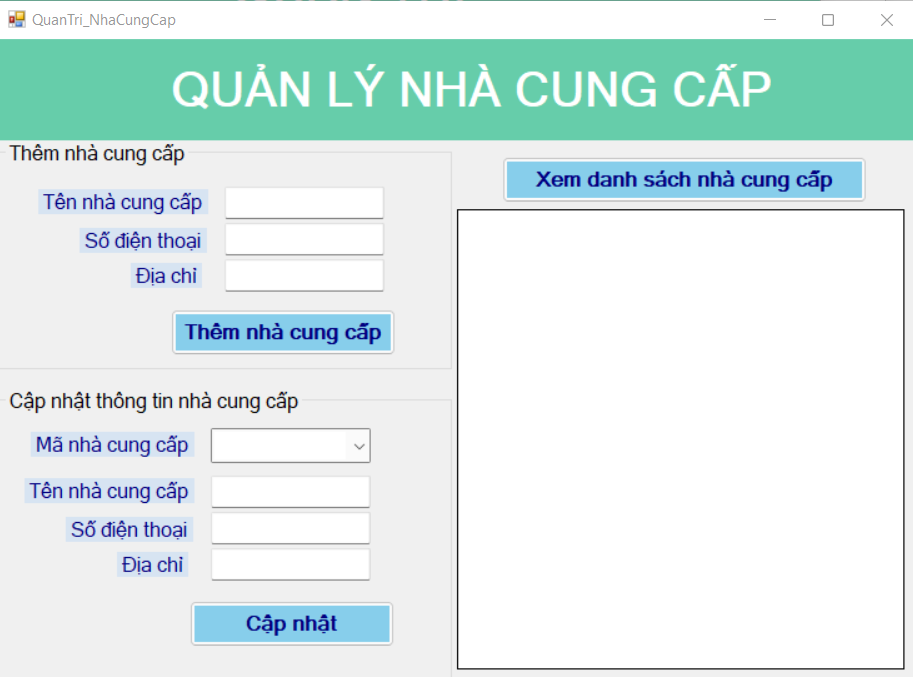 QuanTri_NhaCungCap
QUẢN LÝ NHÀ CUNG CẤP
Thêm nhà cung cấp
Tên nhà cung cấp
Số điện thoại
Địa chỉ
Thêm nhà cung cấp
Cập nhật thông tin nhà cung cấp
Mã nhà cung cấp
Tên nhà cung cấp
Số điện thoại
Địa chỉ
Cập nhật
Xem danh sách nhà cung cấp